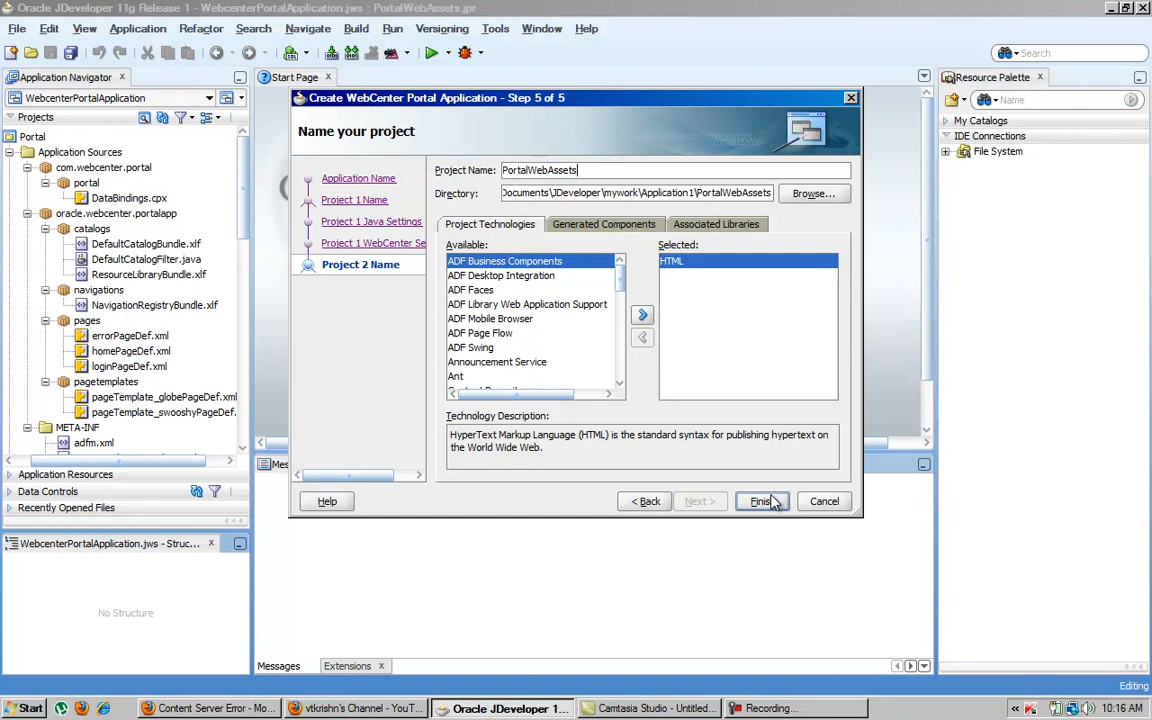 Oracle JDeveloper 11g Release 1 - WebcenterPortalApplication.jws : PortalWebAssets.jpr
File Edit View Application Refactor Search Navigate Build Run Versioning Tools Window Help
Search
Application Navigator
Start Page
Resource Palette
WebcenterPortalApplication
Name
Projects
My Catalogs
Portal
IDE Connections
Application Sources
File System
com.webcenter.portal
portal
DataBindings.cpx
oracle.webcenter.portalapp
catalogs
DefaultCatalogBundle.xlf
DefaultCatalogFilter.java
ResourceLibraryBundle.xlf
navigations
NavigationRegistryBundle.xlf
pages
errorPageDef.xml
homePageDef.xml
loginPageDef.xml
pagetemplates
pageTemplate_globePageDef.xml
pageTemplate_swooshyPageDef.
META-INF
adfm.xml
Application Resources
Data Controls
Recently Opened Files
WebcenterPortalApplication.jws - Struc...
No Structure
Create WebCenter Portal Application - Step 5 of 5
Name your project
Application Name
Project 1 Name
Project 1 Java Settings
Project 1 WebCenter Se
Project 2 Name
Project Name: PortalWebAssets
Directory: Documents\JDeveloper\mywork\Application1\PortalWebAssets Browse...
Project Technologies Generated Components Associated Libraries
Available: Selected:
ADF Business Components HTML
ADF Desktop Integration
ADF Faces
ADF Library Web Application Support
ADF Mobile Browser
ADF Page Flow
ADF Swing
Announcement Service
Ant
Technology Description:
HyperText Markup Language (HTML) is the standard syntax for publishing hypertext on
the World Wide Web.
Help < Back Next > Finish Cancel
Mes
Messages Extensions
Editing
Start Content Server Error - Mo... vtkrishn's Channel - YouT... Oracle JDeveloper 1... Camtasia Studio - Untitled... Recording... 10:16 AM